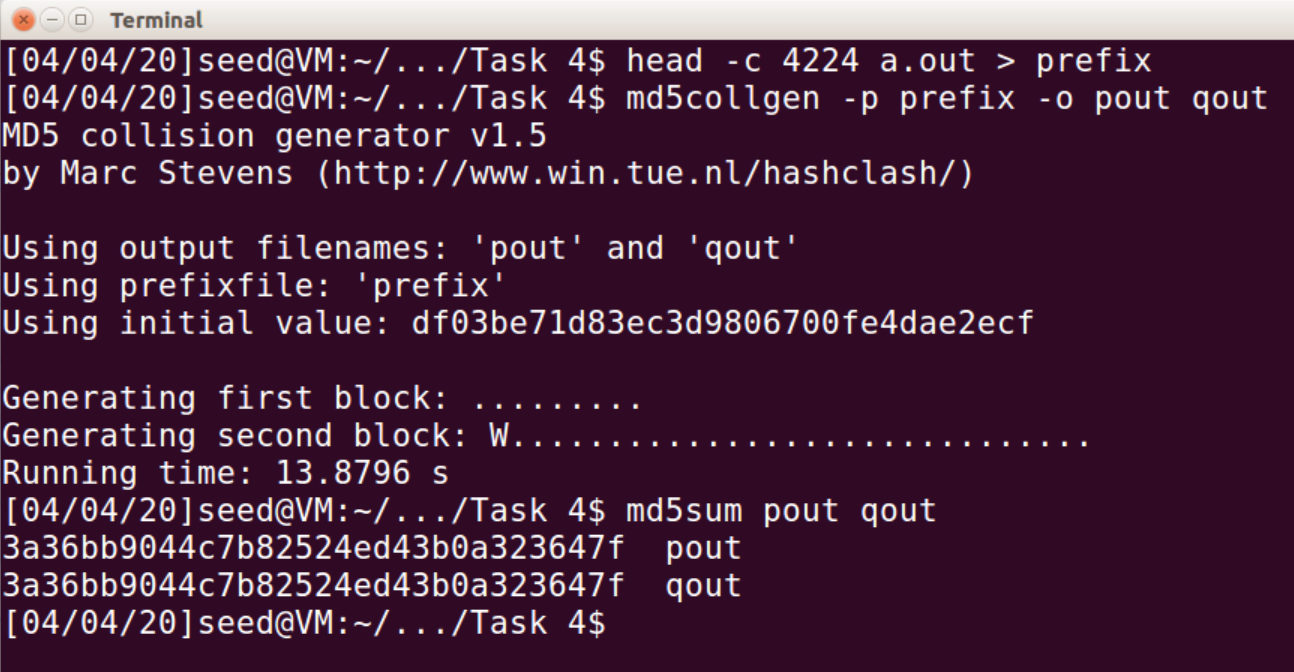 Terminal
[04/04/20]seed@VM:~/.../Task 4$ head -c 4224 a.out > prefix
[04/04/20]seed@VM:~/.../Task 4$ md5collgen -p prefix -o pout qout
MD5 collision generator v1.5
by Marc Stevens (http://www.win.tue.nl/hashclash/)

Using output filenames: 'pout' and 'qout'
Using prefixfile: 'prefix'
Using initial value: df03be71d83ec3d9806700fe4dae2ecf

Generating first block: .........
Generating second block: W..............................
Running time: 13.8796 s
[04/04/20]seed@VM:~/.../Task 4$ md5sum pout qout
3a36bb9044c7b82524ed43b0a323647f  pout
3a36bb9044c7b82524ed43b0a323647f  qout
[04/04/20]seed@VM:~/.../Task 4$